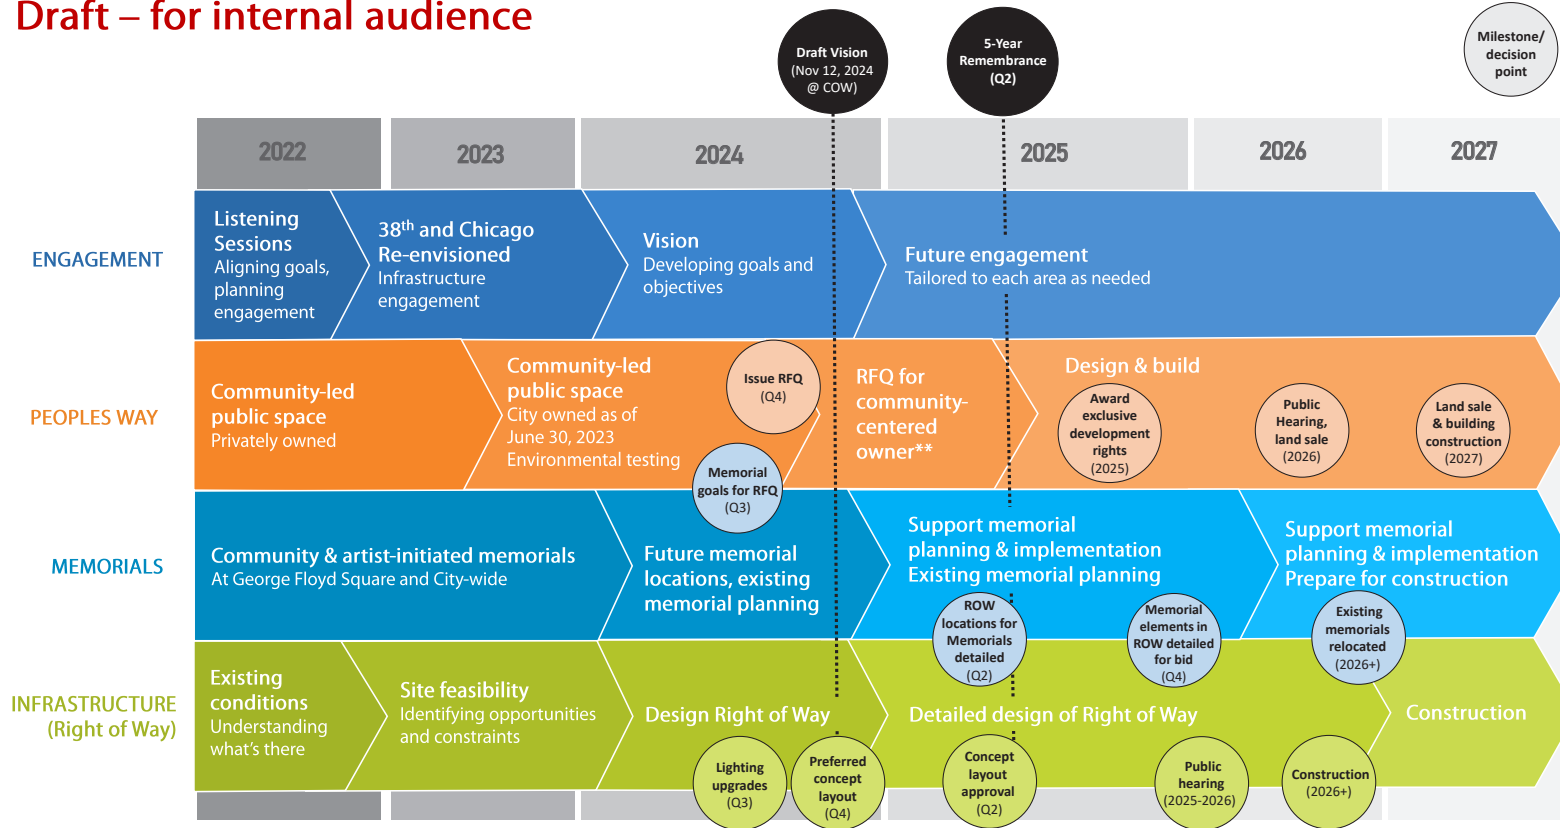 Draft – for internal audience
Draft Vision
(Nov 12, 2024
@ COW)
5-Year
Remembrance
(Q2)
Milestone/
decision
point
2022
2023
2024
2025
2026
2027
ENGAGEMENT
Listening
Sessions
Aligning goals,
planning
engagement
38th and Chicago
Re-envisioned
Infrastructure
engagement
Vision
Developing goals and
objectives
Future engagement
Tailored to each area as needed
PEOPLES WAY
Community-led
public space
Privately owned
Community-led
public space
City owned as of
June 30, 2023
Environmental testing
Issue RFQ
(Q4)
RFQ for
community-
centered
owner**
Design & build
Award
exclusive
development
rights
(2025)
Public
Hearing,
land sale
(2026)
Land sale
& building
construction
(2027)
Memorial
goals for RFQ
(Q3)
MEMORIALS
Community & artist-initiated memorials
At George Floyd Square and City-wide
Future memorial
locations, existing
memorial planning
Support memorial
planning & implementation
Existing memorial planning
Support memorial
planning & implementation
Prepare for construction
ROW
locations for
Memorials
detailed
(Q2)
Memorial
elements in
ROW detailed
for bid
(Q4)
Existing
memorials
relocated
(2026+)
INFRASTRUCTURE
(Right of Way)
Existing
conditions
Understanding
what's there
Site feasibility
Identifying opportunities
and constraints
Design Right of Way
Detailed design of Right of Way
Construction
Lighting
upgrades
(Q3)
Preferred
concept
layout
(Q4)
Concept
layout
approval
(Q2)
Public
hearing
(2025-2026)
Construction
(2026+)